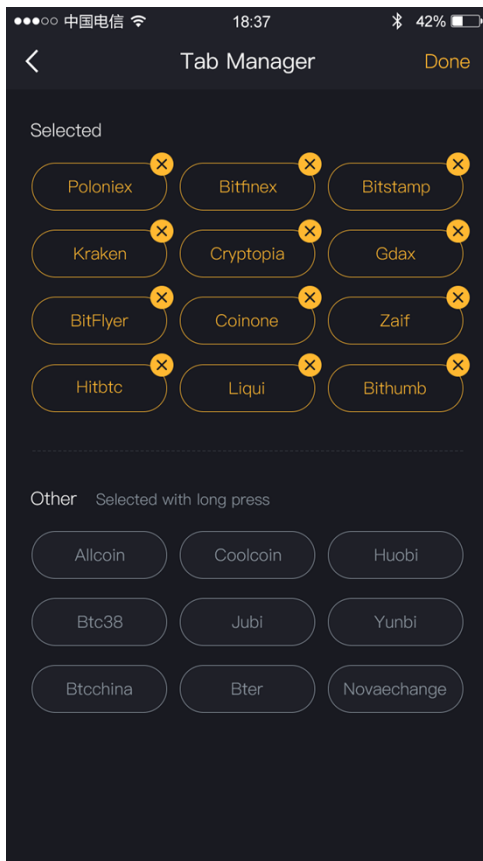 中国电信 18:37 42%
Tab Manager Done
Selected
Poloniex Bitfinex Bitstamp
Kraken Cryptopia Gdax
BitFlyer Coinone Zaif
Hitbtc Liqui Bithumb
Other Selected with long press
Allcoin Coolcoin Huobi
Btc38 Jubi Yunbi
Btcchina Bter Novaechange